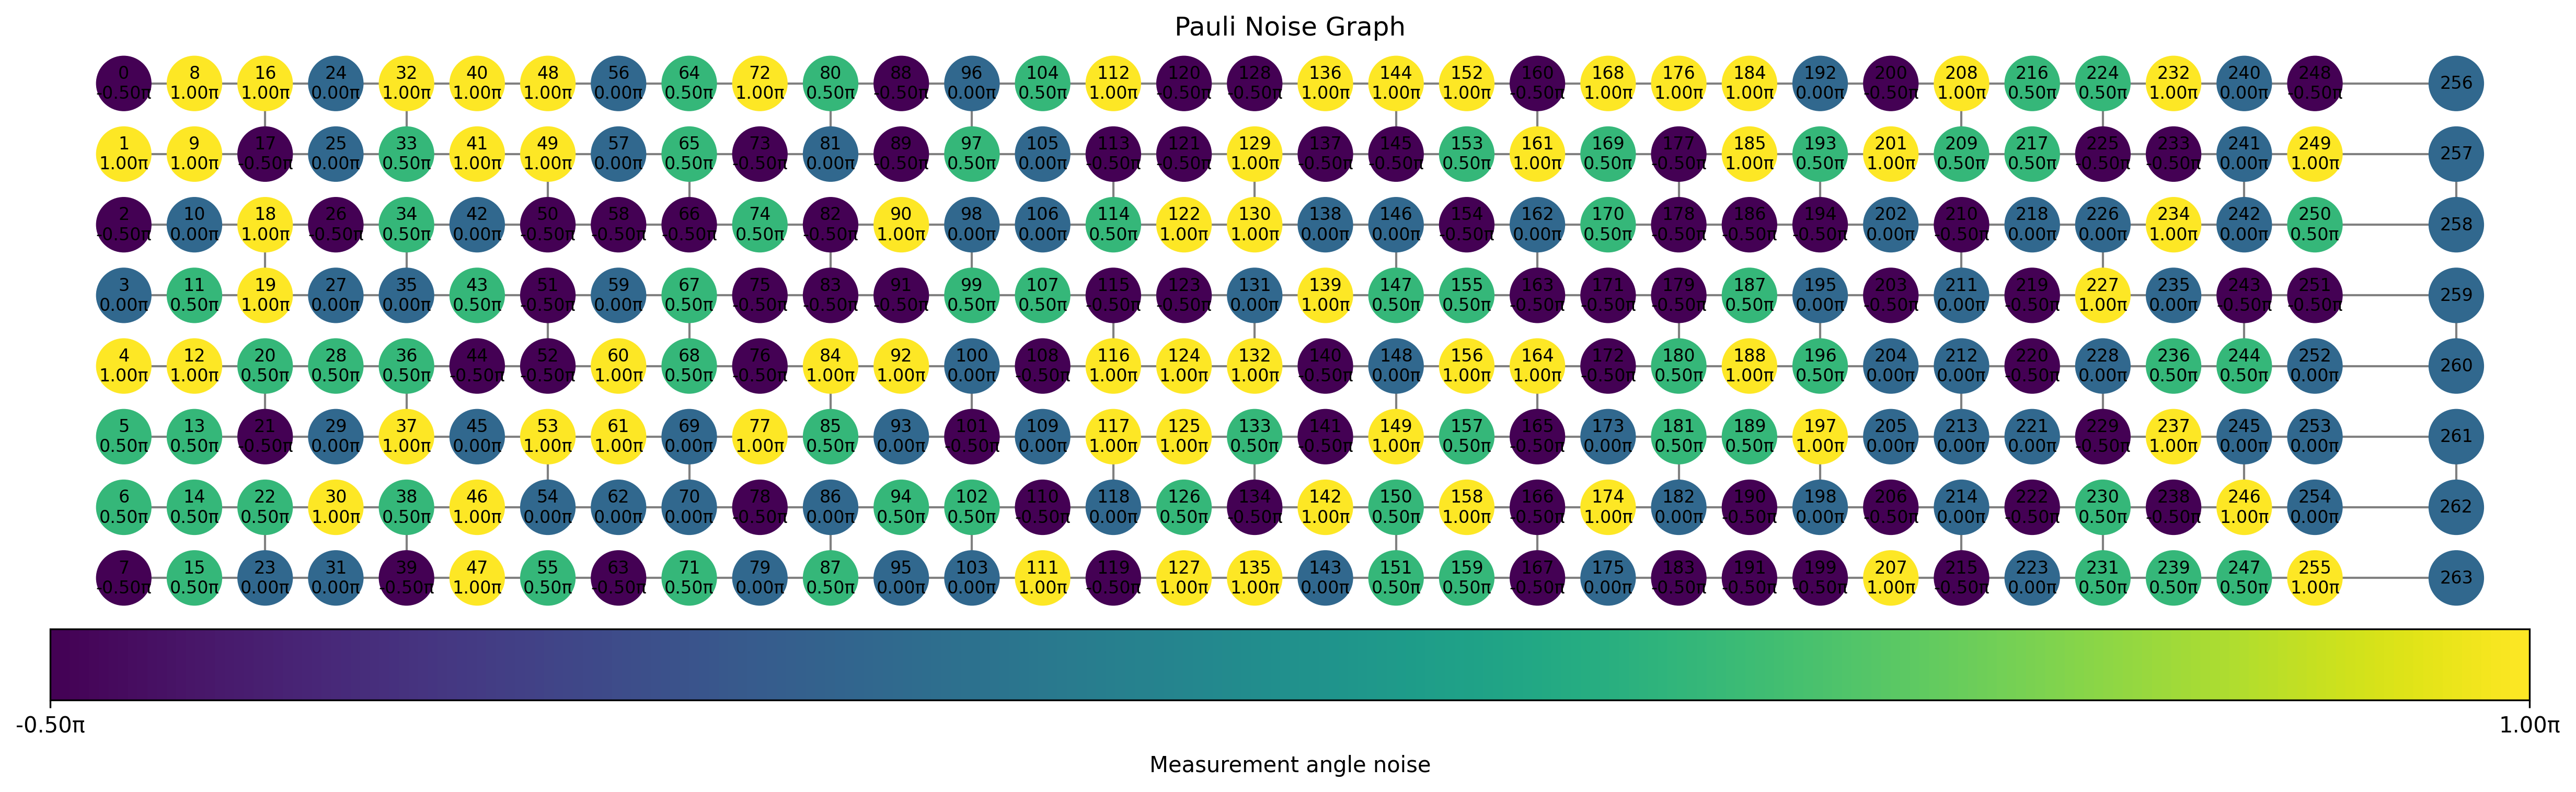 Pauli Noise Graph
0 8 16 24 32 40 48 56 64 72 80 88 96 104 112 120 128 136 144 152 160 168 176 184 192 200 208 216 224 232 240 248 256
-0.50π 1.00π 1.00π 0.00π 1.00π 1.00π 1.00π 0.00π 0.50π 1.00π 0.50π -0.50π 0.00π 0.50π 1.00π -0.50π -0.50π 1.00π 1.00π 1.00π -0.50π 1.00π 1.00π 1.00π 0.00π -0.50π 1.00π 0.50π 0.50π 1.00π 0.00π -0.50π
1 9 17 25 33 41 49 57 65 73 81 89 97 105 113 121 129 137 145 153 161 169 177 185 193 201 209 217 225 233 241 249 257
1.00π 1.00π -0.50π 0.00π 0.50π 1.00π 1.00π 0.00π 0.50π -0.50π 0.00π -0.50π 0.50π 0.00π -0.50π -0.50π 1.00π -0.50π -0.50π 0.50π 1.00π 0.50π -0.50π 1.00π 0.50π 1.00π 0.50π 0.50π -0.50π -0.50π 0.00π 1.00π
2 10 18 26 34 42 50 58 66 74 82 90 98 106 114 122 130 138 146 154 162 170 178 186 194 202 210 218 226 234 242 250 258
-0.50π 0.00π 1.00π -0.50π 0.50π 0.00π -0.50π -0.50π -0.50π 0.50π -0.50π 1.00π 0.00π 0.00π 0.50π 1.00π 1.00π 0.00π 0.00π -0.50π 0.00π 0.50π -0.50π -0.50π -0.50π 0.00π -0.50π 0.00π 0.00π 1.00π 0.00π 0.50π
3 11 19 27 35 43 51 59 67 75 83 91 99 107 115 123 131 139 147 155 163 171 179 187 195 203 211 219 227 235 243 251 259
0.00π 0.50π 1.00π 0.00π 0.00π 0.50π -0.50π 0.00π 0.50π -0.50π -0.50π -0.50π 0.50π 0.50π -0.50π -0.50π 0.00π 1.00π 0.50π 0.50π -0.50π -0.50π -0.50π 0.50π 0.00π -0.50π 0.00π -0.50π 1.00π 0.00π -0.50π -0.50π
4 12 20 28 36 44 52 60 68 76 84 92 100 108 116 124 132 140 148 156 164 172 180 188 196 204 212 220 228 236 244 252 260
1.00π 1.00π 0.50π 0.50π 0.50π -0.50π -0.50π 1.00π 0.50π -0.50π 1.00π 1.00π 0.00π -0.50π 1.00π 1.00π 1.00π -0.50π 0.00π 1.00π 1.00π -0.50π 0.50π 1.00π 0.50π 0.00π 0.00π -0.50π 0.00π 0.50π 0.50π 0.00π
5 13 21 29 37 45 53 61 69 77 85 93 101 109 117 125 133 141 149 157 165 173 181 189 197 205 213 221 229 237 245 253 261
0.50π 0.50π -0.50π 0.00π 1.00π 0.00π 1.00π 1.00π 0.00π 1.00π 0.50π 0.00π -0.50π 0.00π 1.00π 1.00π 0.50π -0.50π 1.00π 0.50π -0.50π 0.00π 0.50π 0.50π 1.00π 0.00π 0.00π 0.00π -0.50π 1.00π 0.00π 0.00π
6 14 22 30 38 46 54 62 70 78 86 94 102 110 118 126 134 142 150 158 166 174 182 190 198 206 214 222 230 238 246 254 262
0.50π 0.50π 0.50π 1.00π 0.50π 1.00π 0.00π 0.00π 0.00π -0.50π 0.00π 0.50π 0.50π -0.50π 0.00π 0.50π -0.50π 1.00π 0.50π 1.00π -0.50π 1.00π 0.00π -0.50π 0.00π -0.50π 0.00π -0.50π 0.50π -0.50π 1.00π 0.00π
7 15 23 31 39 47 55 63 71 79 87 95 103 111 119 127 135 143 151 159 167 175 183 191 199 207 215 223 231 239 247 255 263
-0.50π 0.50π 0.00π 0.00π -0.50π 1.00π 0.50π -0.50π 0.50π 0.00π 0.50π 0.00π 0.00π 1.00π -0.50π 1.00π 1.00π 0.00π 0.50π 0.50π -0.50π 0.00π -0.50π -0.50π -0.50π 1.00π -0.50π 0.00π 0.50π 0.50π 0.50π 1.00π
-0.50π 1.00π
Measurement angle noise